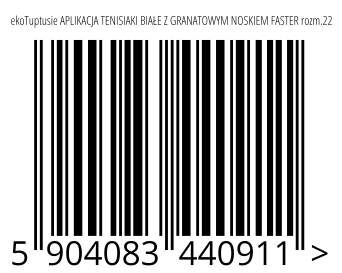 ekoTuptusie APLIKACJA TENISIAKI BIAŁE Z GRANATOWYM NOSKIEM FASTER rozm.22
5 904083 440911 >